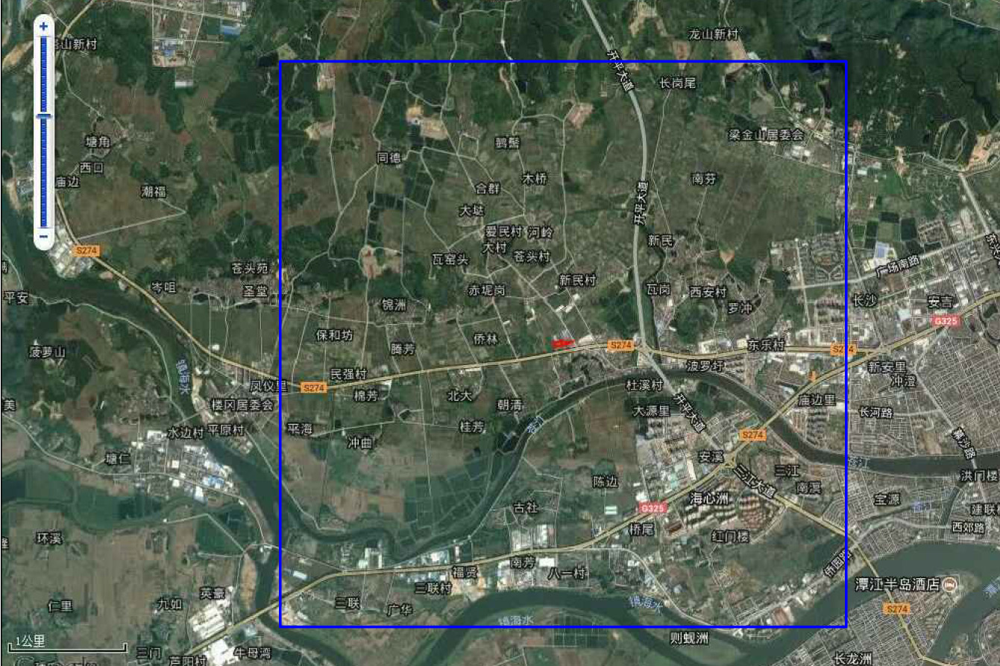 龙山新村
开平大道
长岗尾
梁金山居委会
塘角
鹅髻
同德
西口
庙边
木桥
南芬
合群
潮福
大垯
开平大道
爱民村
河岭
新民
大村
S274
苍头村
瓦窑头
广场南路
苍头苑
岑咀
圣堂
赤坭岗
新民村
瓦岗
西安村
平安
锦洲
罗冲
长沙
安吉
G325
保和坊
侨林
腾芳
S274
东乐村
S274
菠萝山
波罗圩
新安里
民强村
冲澄
镇海水
凤仪里
S274
棉芳
北大
杜溪村
庙边里
楼冈居委会
朝清
大源里
开平大道
长河路
水边村
平原村
平海
桂芳
S274
冲曲
幕沙路
塘仁
安溪
三江
洪门楼
陈边
三江大道
南溟
海心洲
宝源
古社
G325
建联村
环溪
桥尾
红门楼
西郊路
南芳
侨园路
福贤
八一村
三联村
潭江半岛酒店
英豪
仁里
九如
三联
广华
镇海水
S274
镇海水
1公里
则蚬洲
三门
芦阳村
牛母湾
长龙洲